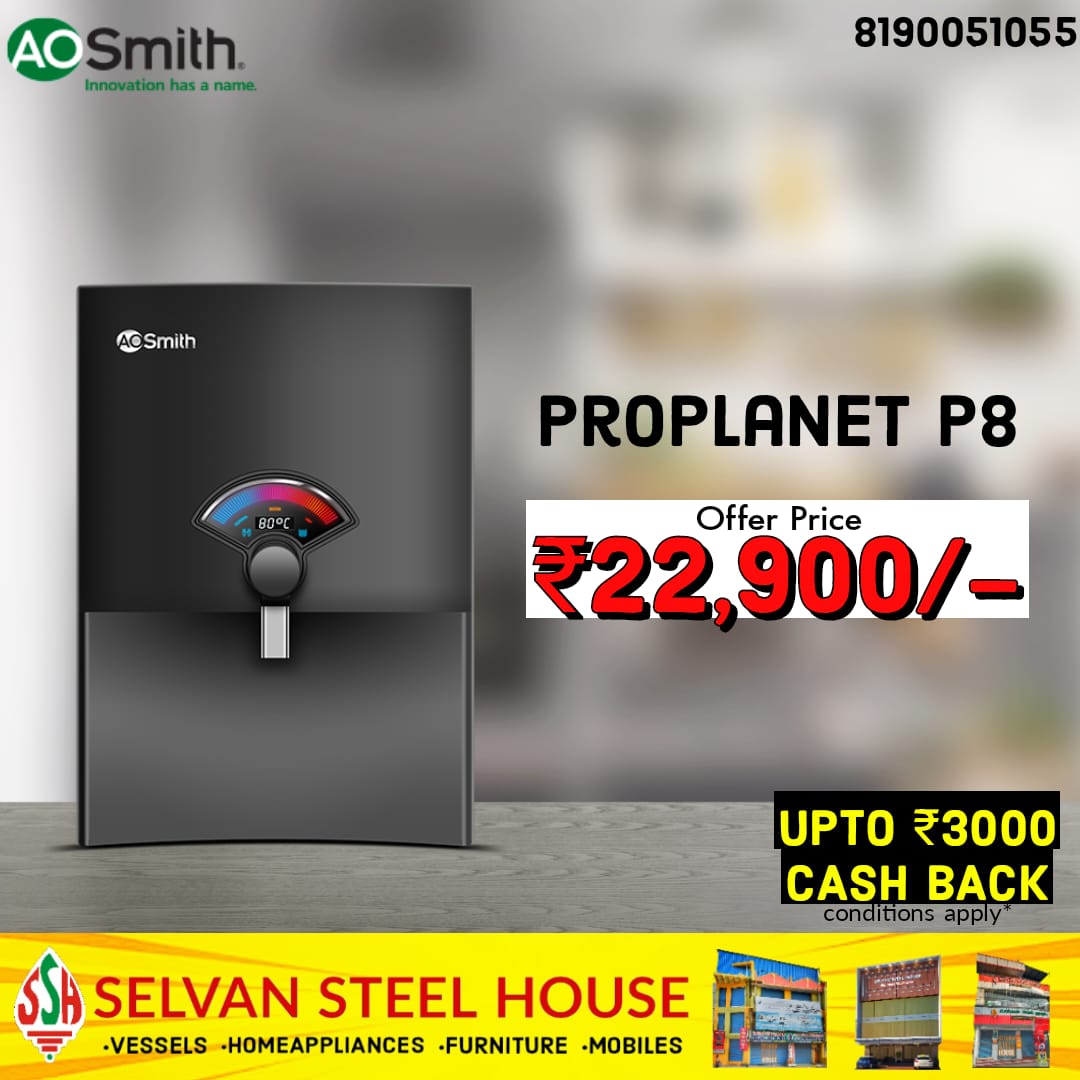 AOSmith®
Innovation has a name.
8190051055
AOSmith
80°C
PROPLANET P8
Offer Price
₹22,900/-
UPTO ₹3000
CASH BACK
conditions apply*
SSH
SELVAN STEEL HOUSE
·VESSELS ·HOMEAPPLIANCES ·FURNITURE ·MOBILES